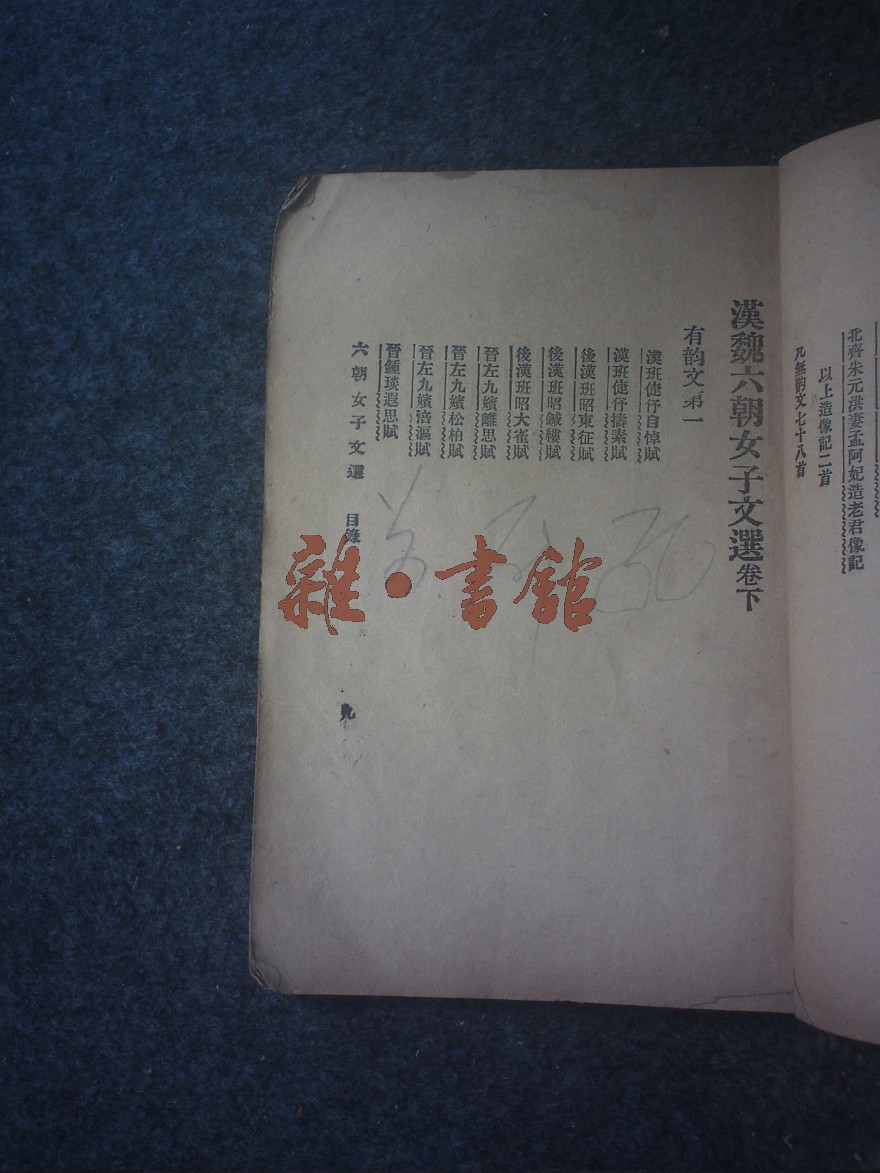 北齊朱元洪妻孟阿妃造老君像記
以上造像記二首
凡無韵文七十八首
漢魏六朝女子文選卷下
有韵文第一
漢班倢伃自悼賦
漢班倢伃擣素賦
後漢班昭東征賦
後漢班昭鍼縷賦
後漢班昭大雀賦
晉左九嬪離思賦
晉左九嬪松柏賦
晉左九嬪涪漚賦
晉鍾琰遐思賦
六朝女子文選 目錄 九
雜·書館